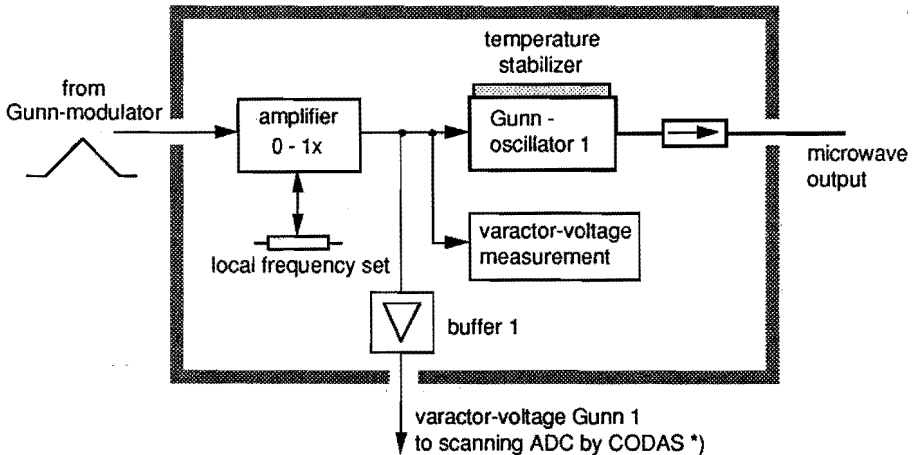 temperature
stabilizer
from
Gunn-modulator
amplifier
0 - 1x
Gunn -
oscillator 1
microwave
output
varactor-voltage
measurement
local frequency set
buffer 1
varactor-voltage Gunn 1
to scanning ADC by CODAS *)